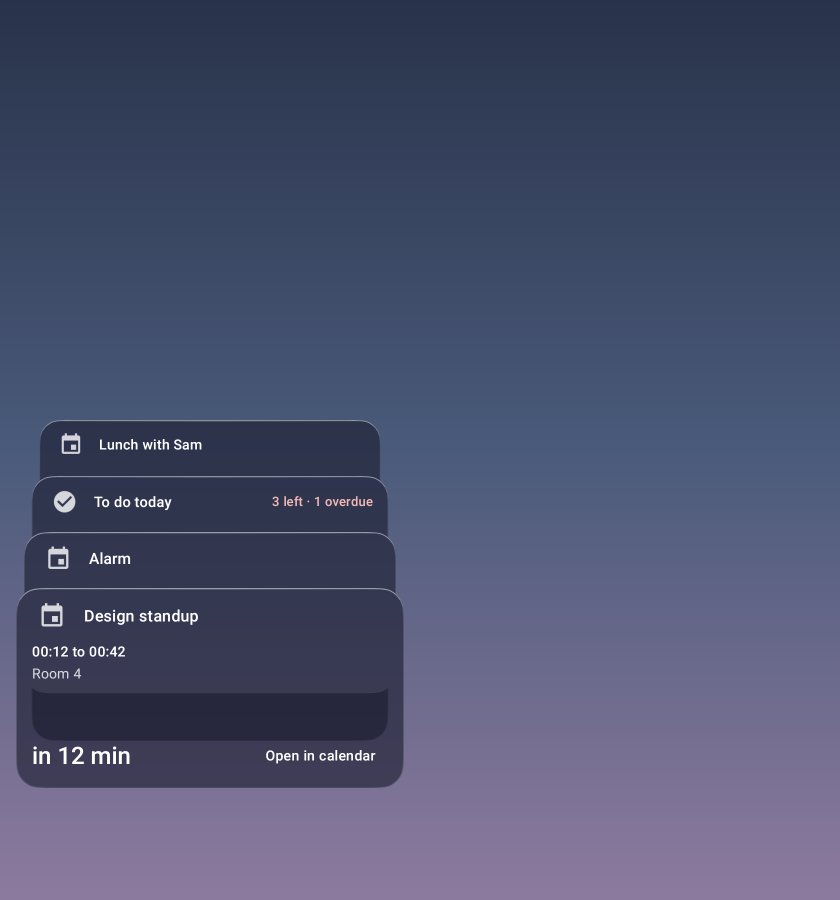 Lunch with Sam
To do today 3 left · 1 overdue
Alarm
Design standup
00:12 to 00:42
Room 4
in 12 min Open in calendar